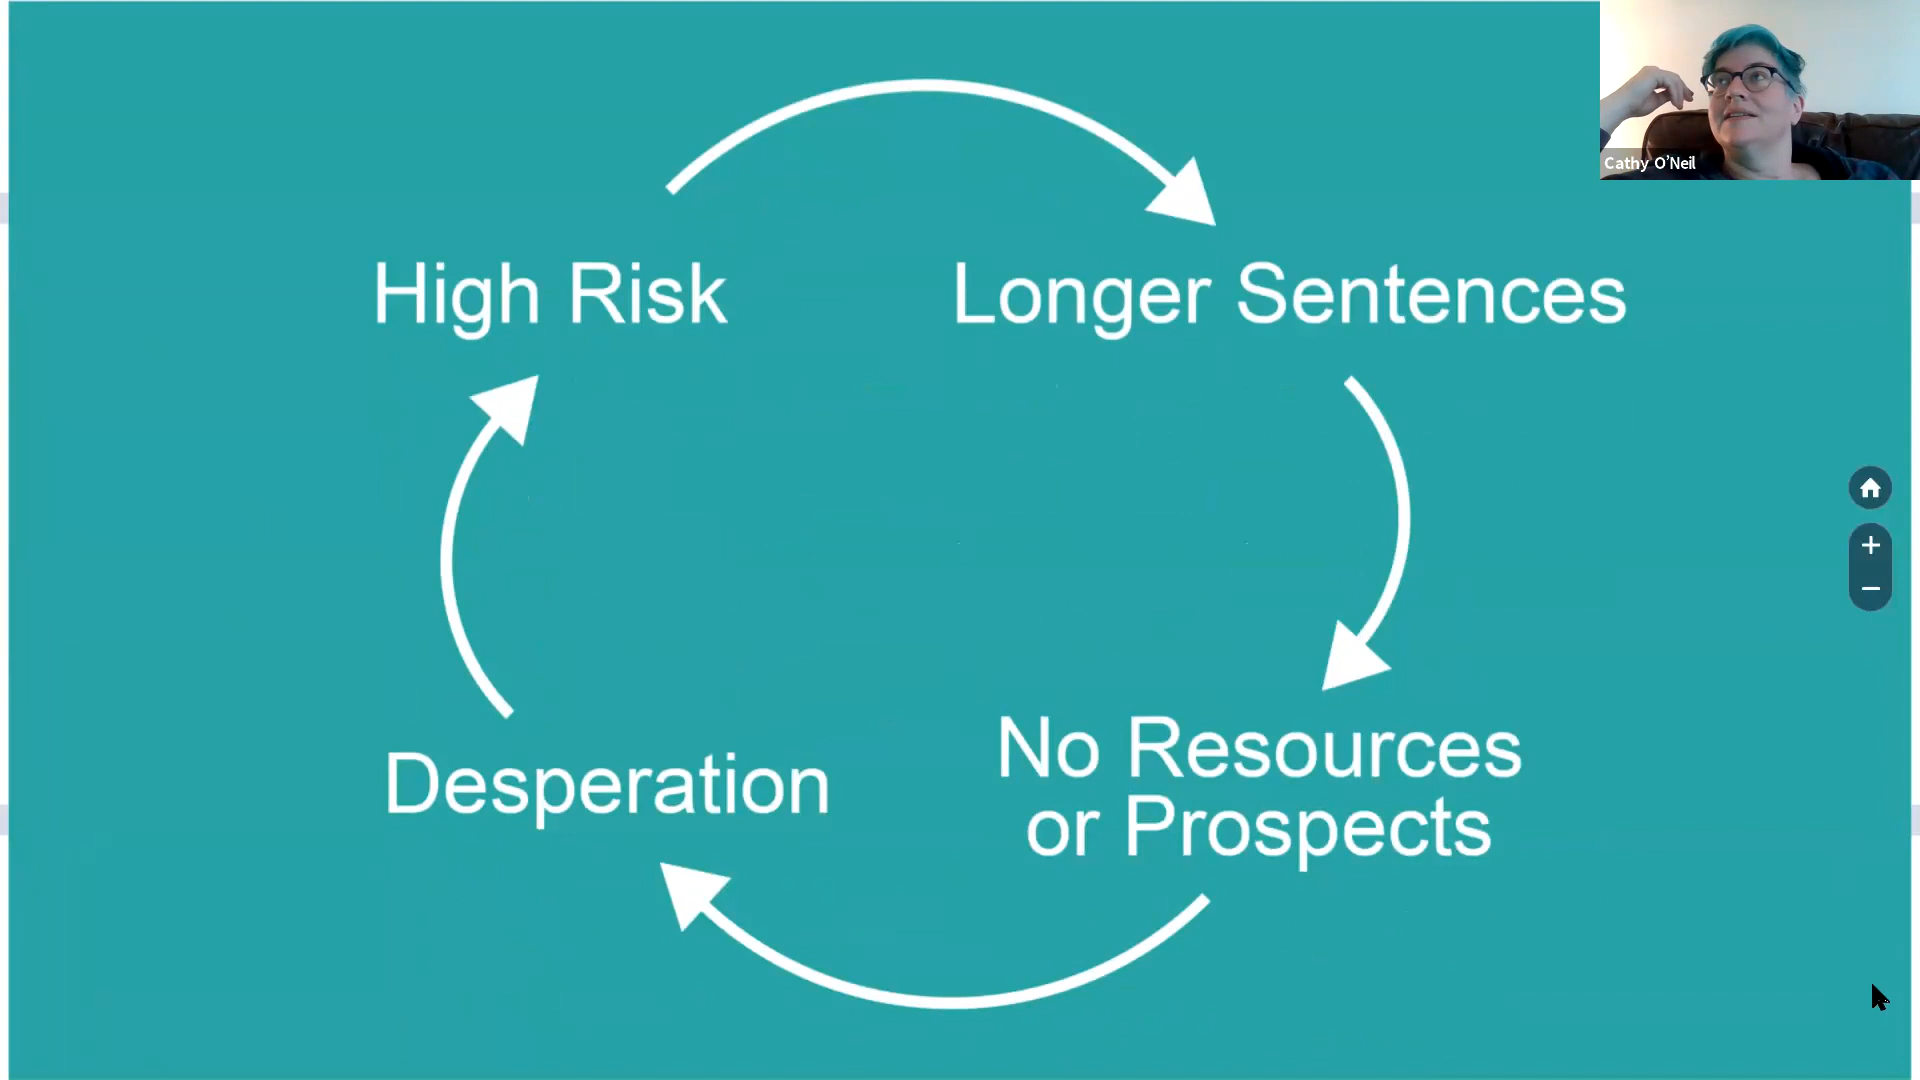 Cathy O'Neil
High Risk
Longer Sentences
No Resources
or Prospects
Desperation